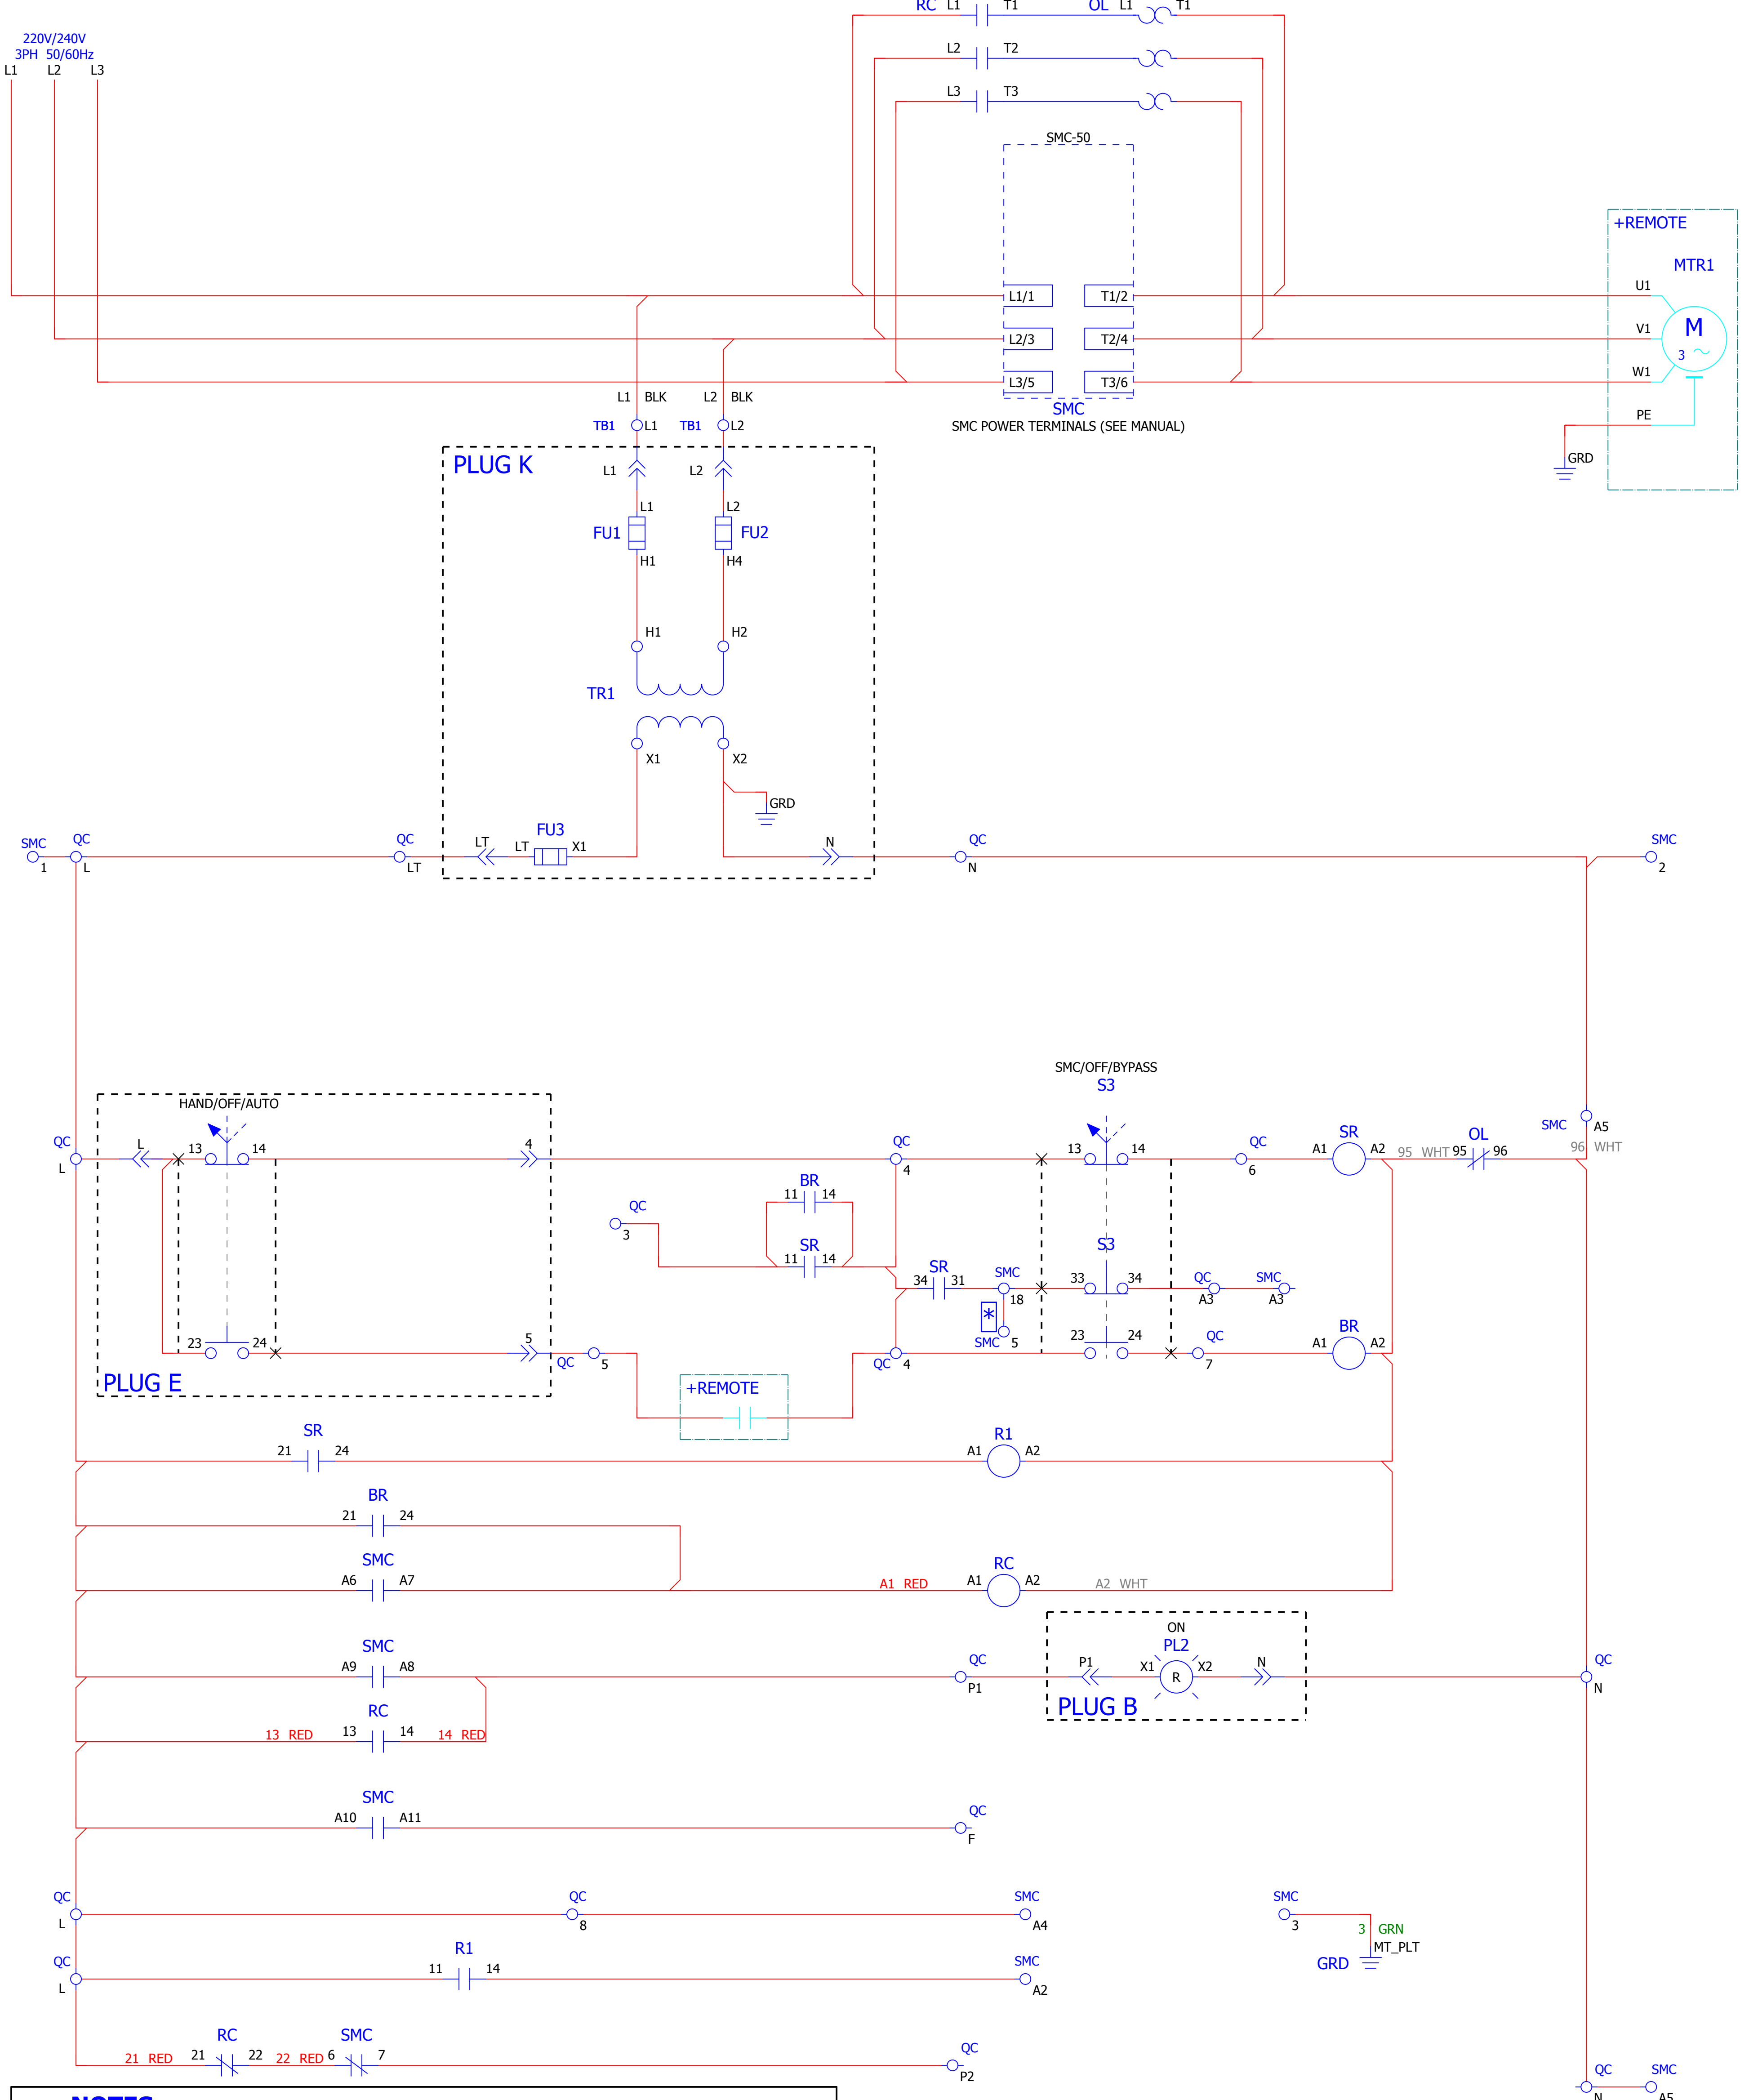 RC L1 T1 OL L1 T1
220V/240V
3PH 50/60Hz
L1 L2 L3
L2 T2
L3 T3
SMC-50
+REMOTE
MTR1
L1/1 T1/2 U1
M
3
L2/3 T2/4 V1
L3/5 T3/6 W1
SMC
SMC POWER TERMINALS (SEE MANUAL)
PE
GRD
L1 BLK L2 BLK
TB1 L1 TB1 L2
PLUG K
L1 L2
L1 L2
FU1 FU2
H1 H4
H1 H2
TR1
X1 X2
GRD
SMC QC QC LT LT FU3 X1 N QC SMC
1 L LT N 2
SMC/OFF/BYPASS
S3
HAND/OFF/AUTO
SMC A5
QC L 13 14 4 QC 13 14 QC SR OL
L 4 6 A1 A2 95 WHT 95 96 96 WHT
BR
11 14
QC
3
SR
11 14
S3
SR
34 31 SMC 33 34 QC SMC
18 A3 A3
*
SMC 5
23 24 5 QC 5 QC 4 23 24 QC 7 BR
A1 A2
PLUG E
+REMOTE
SR R1
21 24 A1 A2
BR
21 24
SMC RC
A6 A7 A1 RED A1 A2 A2 WHT
ON
SMC PL2
A9 A8 QC P1 P1 X1 R X2 N QC N
PLUG B
RC
13 RED 13 14 14 RED
SMC
A10 A11 QC
F
QC QC SMC SMC
L 8 A4 3
3 GRN
MT_PLT
GRD
QC R1 SMC
L 11 14 A2
RC SMC
21 RED 21 22 22 RED 6 7 QC
P2
QC SMC
N A5
NOTES